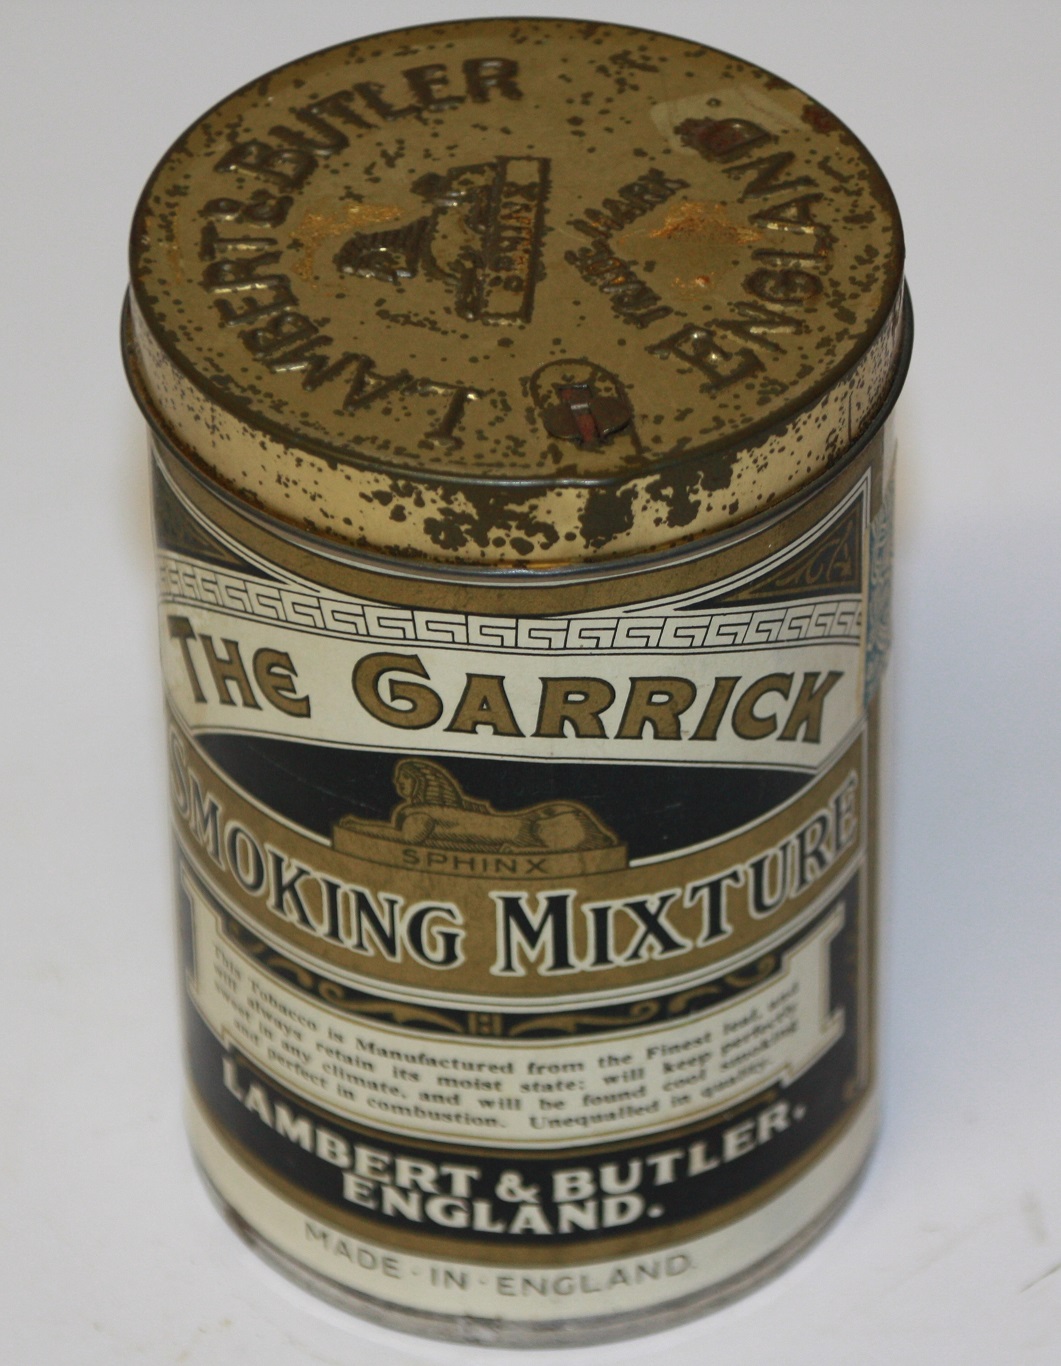 LAMBERT & BUTLER
SPHINX
TRADE-MARK
ENGLAND
THE GARRICK
SPHINX
SMOKING MIXTURE
This Tobacco is Manufactured from the Finest leaf, and
will always retain its moist state: will keep perfectly
sweet in any climate, and will be found cool smoking
and perfect in combustion. Unequalled in quality.
LAMBERT & BUTLER.
ENGLAND.
MADE·IN·ENGLAND.